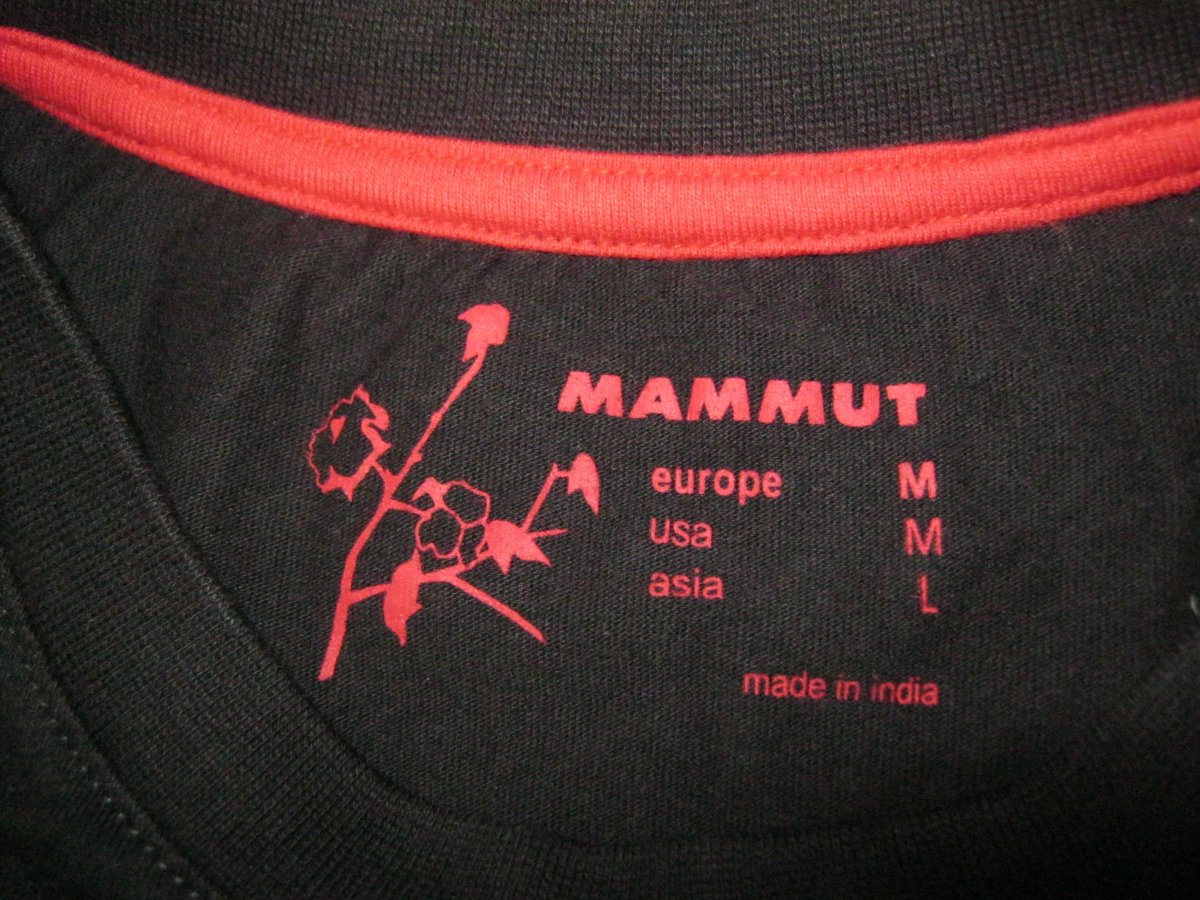 MAMMUT
europe M
usa M
asia L
made in india